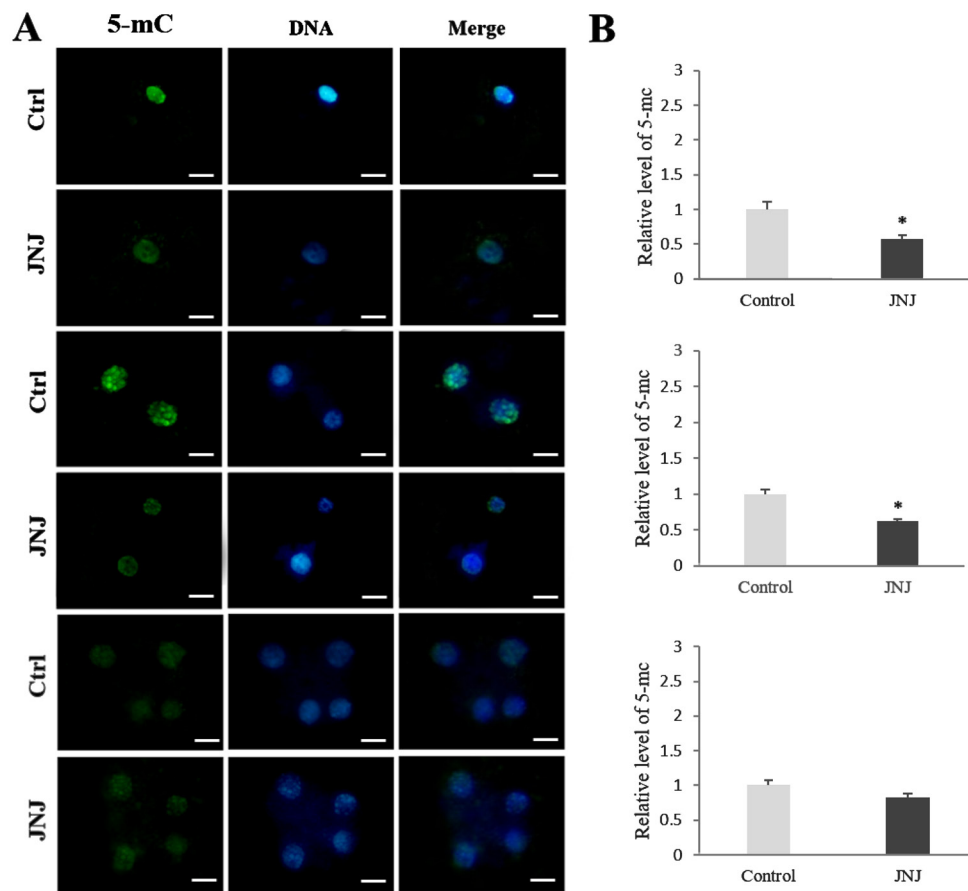 A
5-mC DNA Merge
Ctrl
JNJ
Ctrl
JNJ
Ctrl
JNJ
B
Relative level of 5-mc
3
2.5
2
1.5
1
0.5
0
*
Control JNJ
Relative level of 5-mc
3
2.5
2
1.5
1
0.5
0
*
Control JNJ
Relative level of 5-mc
3
2.5
2
1.5
1
0.5
0
Control JNJ